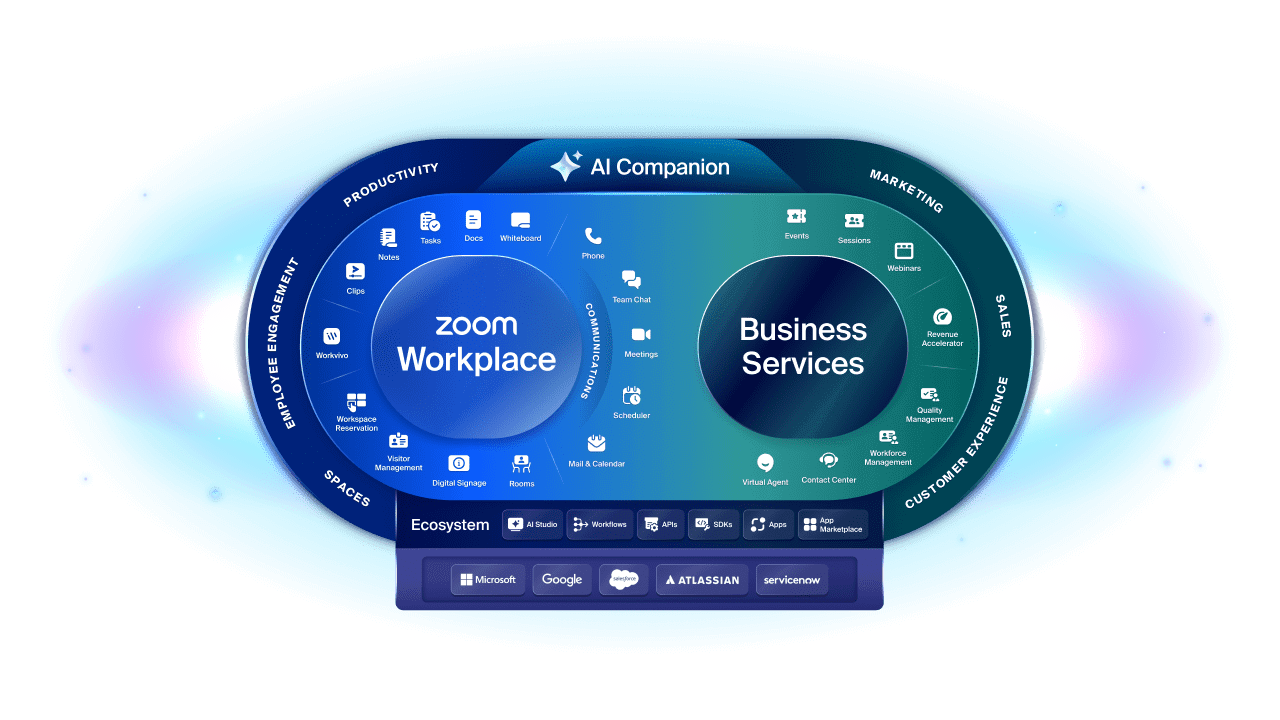 AI Companion
PRODUCTIVITY
EMPLOYEE ENGAGEMENT
SPACES
MARKETING
SALES
CUSTOMER EXPERIENCE
Notes
Tasks
Docs
Whiteboard
Clips
Workvivo
Workspace
Reservation
Visitor
Management
Digital Signage
Rooms
zoom
Workplace
COMMUNICATIONS
Phone
Team Chat
Meetings
Scheduler
Mail & Calendar
Business
Services
Events
Sessions
Webinars
Revenue
Accelerator
Quality
Management
Workforce
Management
Contact Center
Virtual Agent
Ecosystem
AI Studio
Workflows
APIs
SDKs
Apps
App
Marketplace
Microsoft
Google
salesforce
ATLASSIAN
servicenow